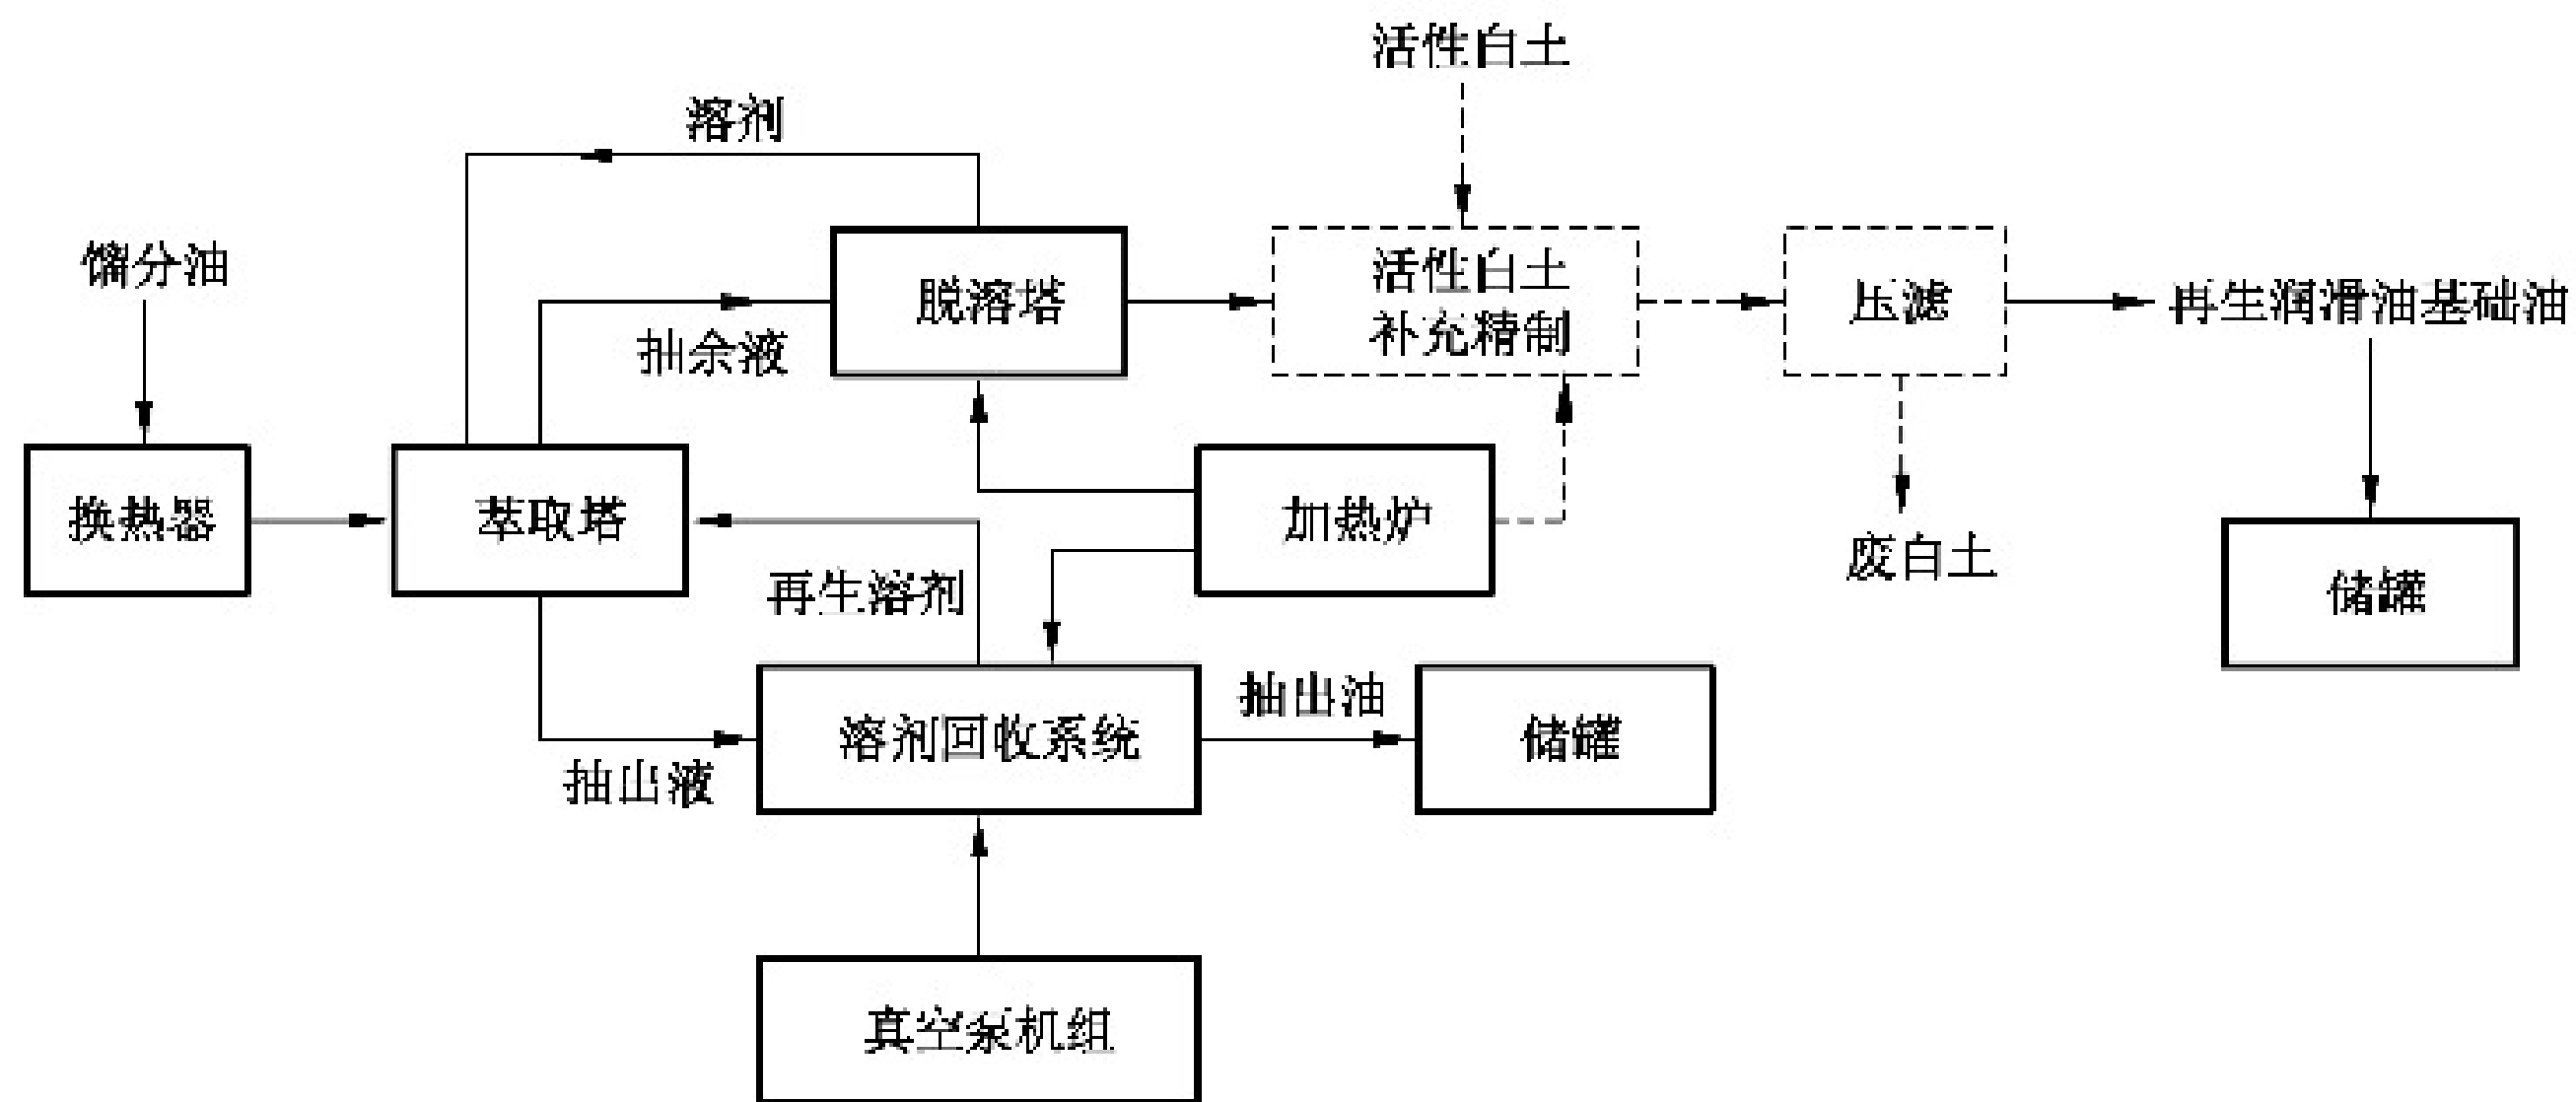 活性白土
溶剂
馏分油
脱溶塔
活性白土
补充精制
压滤
再生润滑油基础油
抽余液
换热器
萃取塔
加热炉
废白土
再生溶剂
储罐
抽出油
溶剂回收系统
储罐
抽出液
真空泵机组